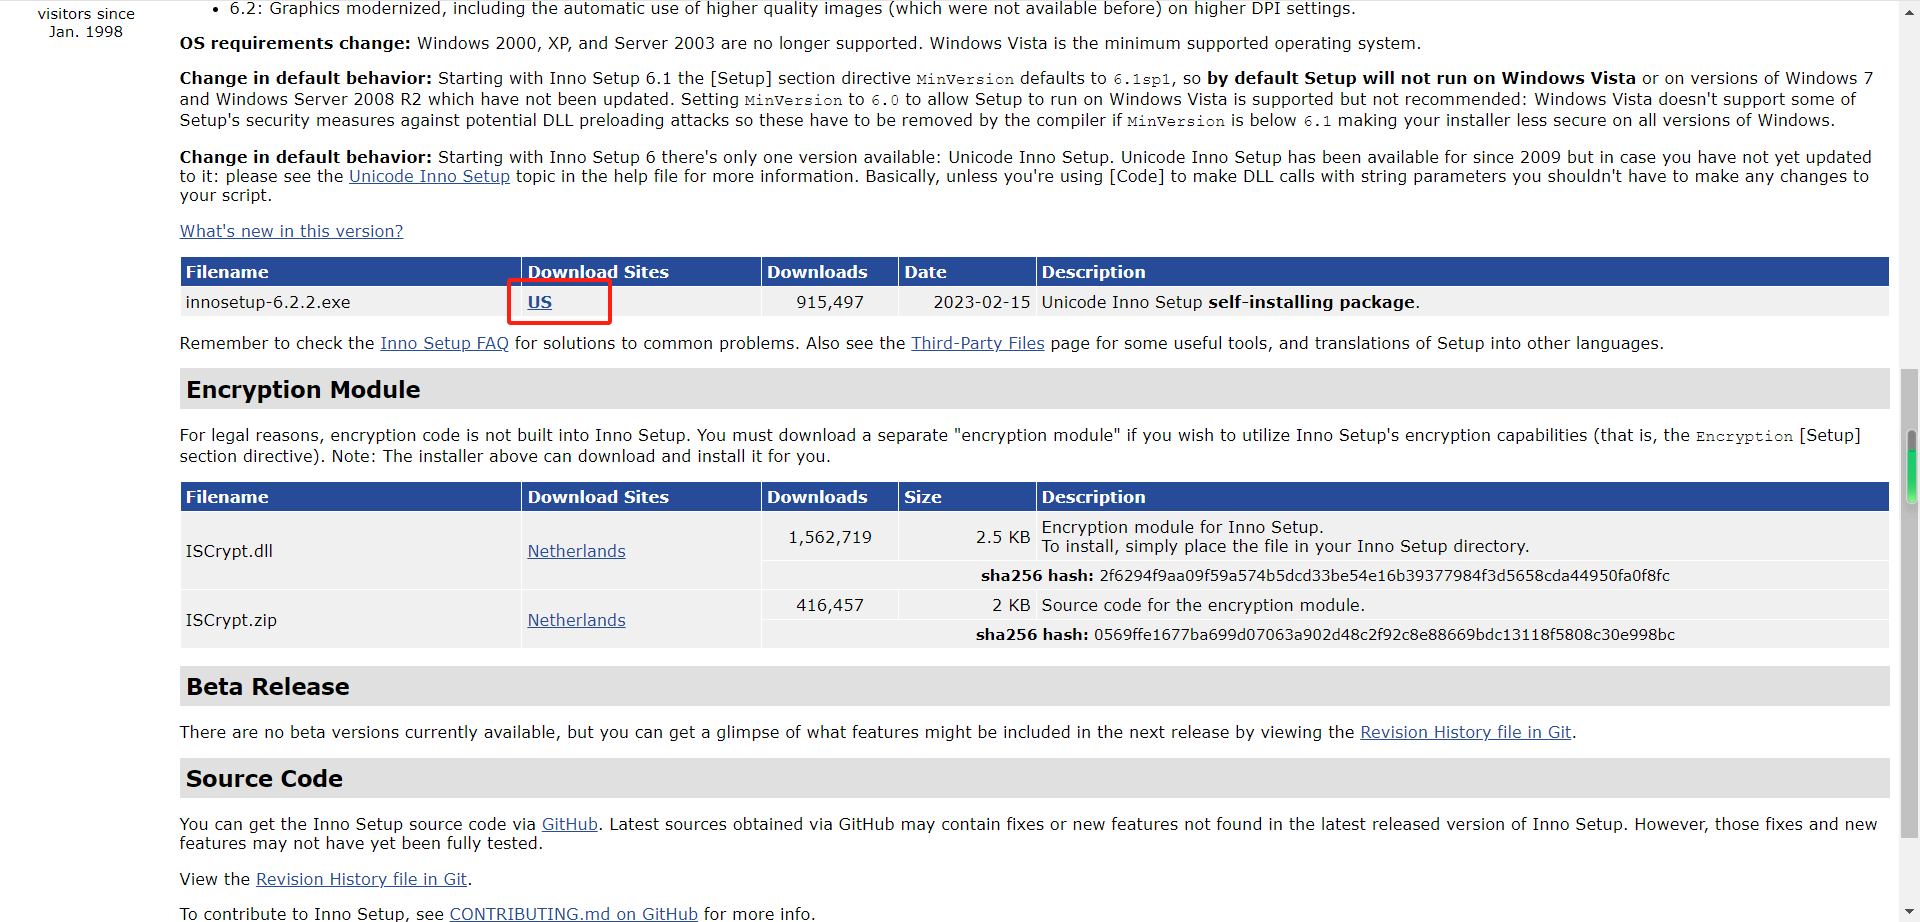 visitors since
Jan. 1998
• 6.2: Graphics modernized, including the automatic use of higher quality images (which were not available before) on higher DPI settings.
OS requirements change: Windows 2000, XP, and Server 2003 are no longer supported. Windows Vista is the minimum supported operating system.
Change in default behavior: Starting with Inno Setup 6.1 the [Setup] section directive MinVersion defaults to 6.1sp1, so by default Setup will not run on Windows Vista or on versions of Windows 7
and Windows Server 2008 R2 which have not been updated. Setting MinVersion to 6.0 to allow Setup to run on Windows Vista is supported but not recommended: Windows Vista doesn't support some of
Setup's security measures against potential DLL preloading attacks so these have to be removed by the compiler if MinVersion is below 6.1 making your installer less secure on all versions of Windows.
Change in default behavior: Starting with Inno Setup 6 there's only one version available: Unicode Inno Setup. Unicode Inno Setup has been available for since 2009 but in case you have not yet updated
to it: please see the Unicode Inno Setup topic in the help file for more information. Basically, unless you're using [Code] to make DLL calls with string parameters you shouldn't have to make any changes to
your script.
What's new in this version?
Filename Download Sites Downloads Date Description
innosetup-6.2.2.exe US 915,497 2023-02-15 Unicode Inno Setup self-installing package.
Remember to check the Inno Setup FAQ for solutions to common problems. Also see the Third-Party Files page for some useful tools, and translations of Setup into other languages.
Encryption Module
For legal reasons, encryption code is not built into Inno Setup. You must download a separate "encryption module" if you wish to utilize Inno Setup's encryption capabilities (that is, the Encryption [Setup]
section directive). Note: The installer above can download and install it for you.
Filename Download Sites Downloads Size Description
ISCrypt.dll Netherlands 1,562,719 2.5 KB Encryption module for Inno Setup.
To install, simply place the file in your Inno Setup directory.
sha256 hash: 2f6294f9aa09f59a574b5dcd33be54e16b39377984f3d5658cda44950fa0f8fc
ISCrypt.zip Netherlands 416,457 2 KB Source code for the encryption module.
sha256 hash: 0569ffe1677ba699d07063a902d48c2f92c8e88669bdc13118f5808c30e998bc
Beta Release
There are no beta versions currently available, but you can get a glimpse of what features might be included in the next release by viewing the Revision History file in Git.
Source Code
You can get the Inno Setup source code via GitHub. Latest sources obtained via GitHub may contain fixes or new features not found in the latest released version of Inno Setup. However, those fixes and new
features may not have yet been fully tested.
View the Revision History file in Git.
To contribute to Inno Setup, see CONTRIBUTING.md on GitHub for more info.